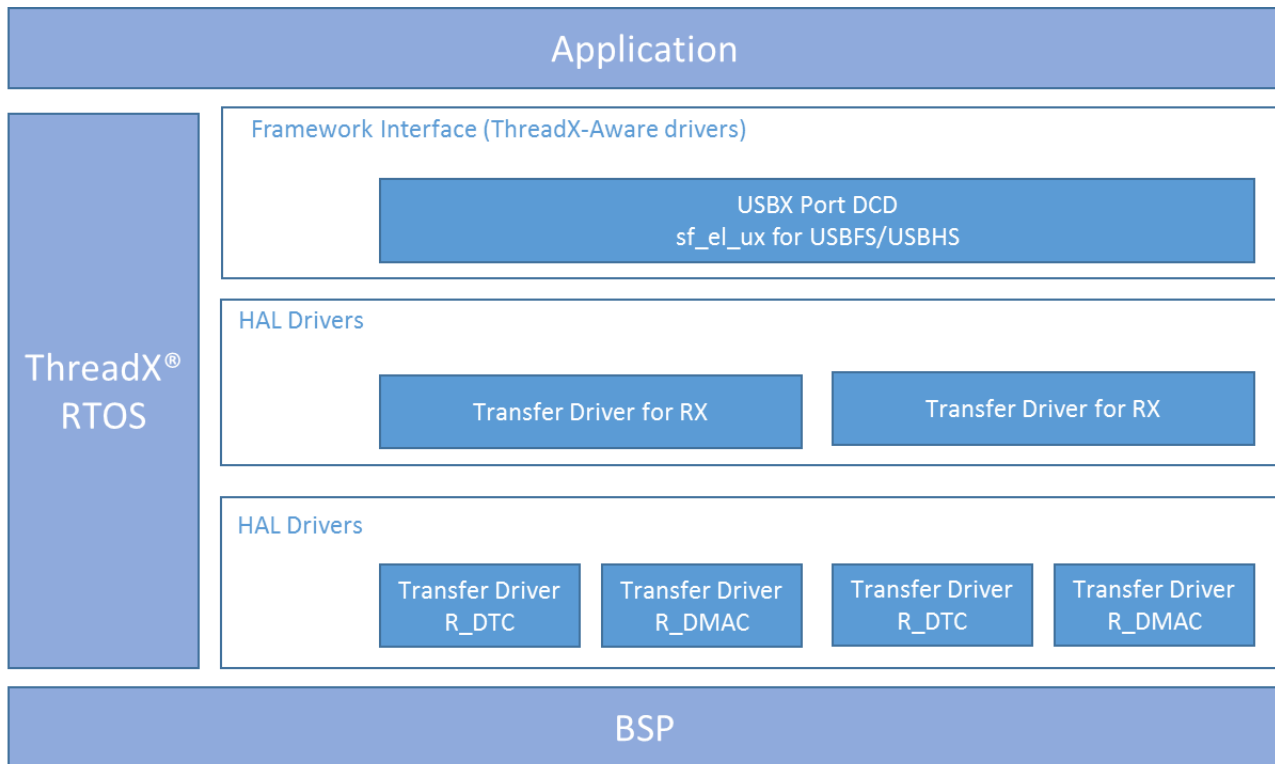 Application
ThreadX®
RTOS
Framework Interface (ThreadX-Aware drivers)
USBX Port DCD
sf_el_ux for USBFS/USBHS
HAL Drivers
Transfer Driver for RX
Transfer Driver for RX
HAL Drivers
Transfer Driver
R_DTC
Transfer Driver
R_DMAC
Transfer Driver
R_DTC
Transfer Driver
R_DMAC
BSP